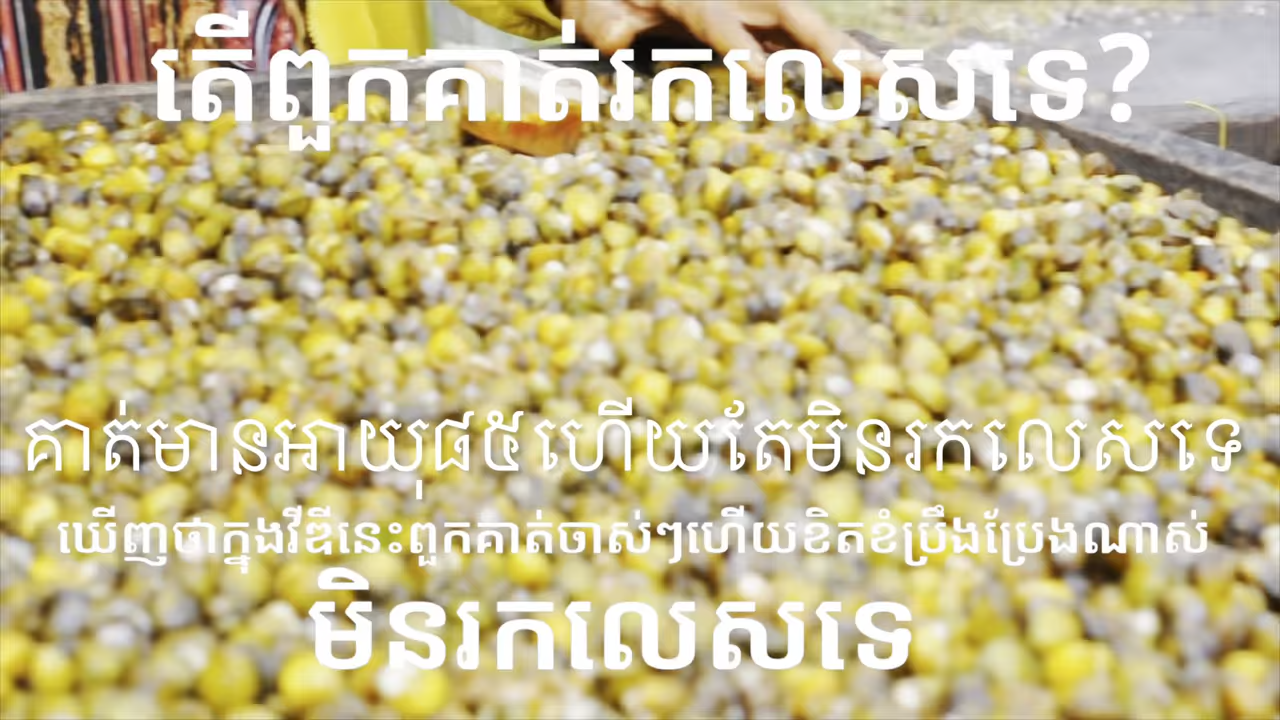 តើពួកគាត់រកលេសទេ?
គាត់មានអាយុ៨៥ហើយតែមិនរកលេសទេ
ឃើញថាក្នុងវីឌីនេះពួកគាត់ចាស់ៗហើយខិតខំប្រឹងប្រែងណាស់
មិនរកលេសទេ